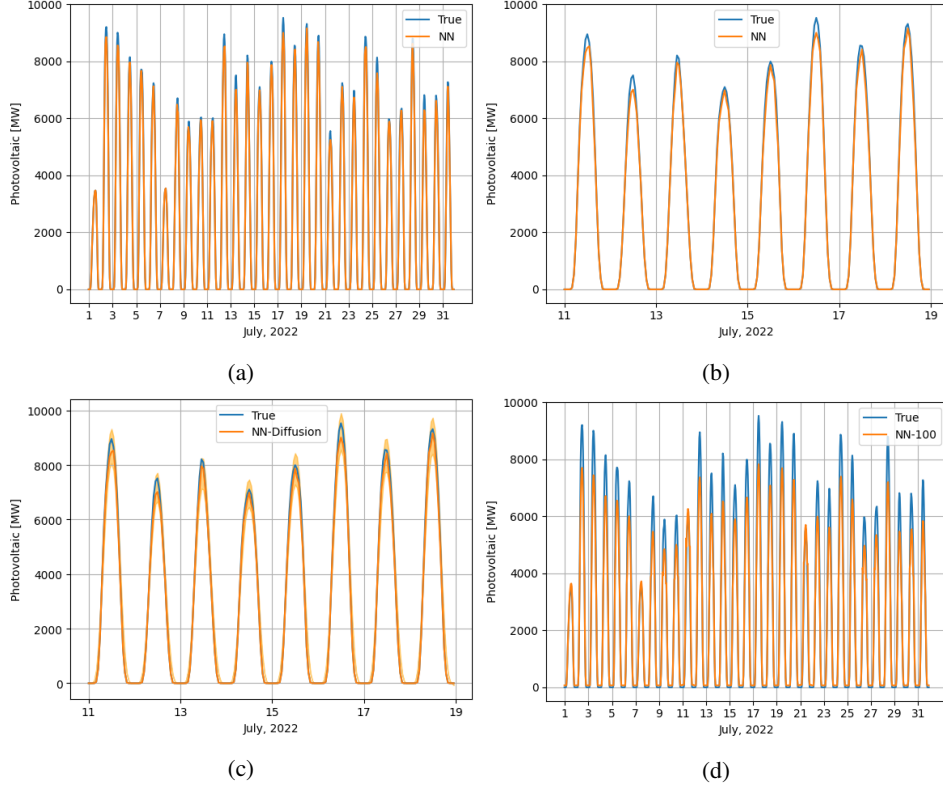 True
NN
Photovoltaic [MW]
10000
8000
6000
4000
2000
0
1 3 5 7 9 11 13 15 17 19 21 23 25 27 29 31
July, 2022
(a)
True
NN
Photovoltaic [MW]
10000
8000
6000
4000
2000
0
11 13 15 17 19
July, 2022
(b)
True
NN-Diffusion
Photovoltaic [MW]
10000
8000
6000
4000
2000
0
11 13 15 17 19
July, 2022
(c)
True
NN-100
Photovoltaic [MW]
10000
8000
6000
4000
2000
0
1 3 5 7 9 11 13 15 17 19 21 23 25 27 29 31
July, 2022
(d)